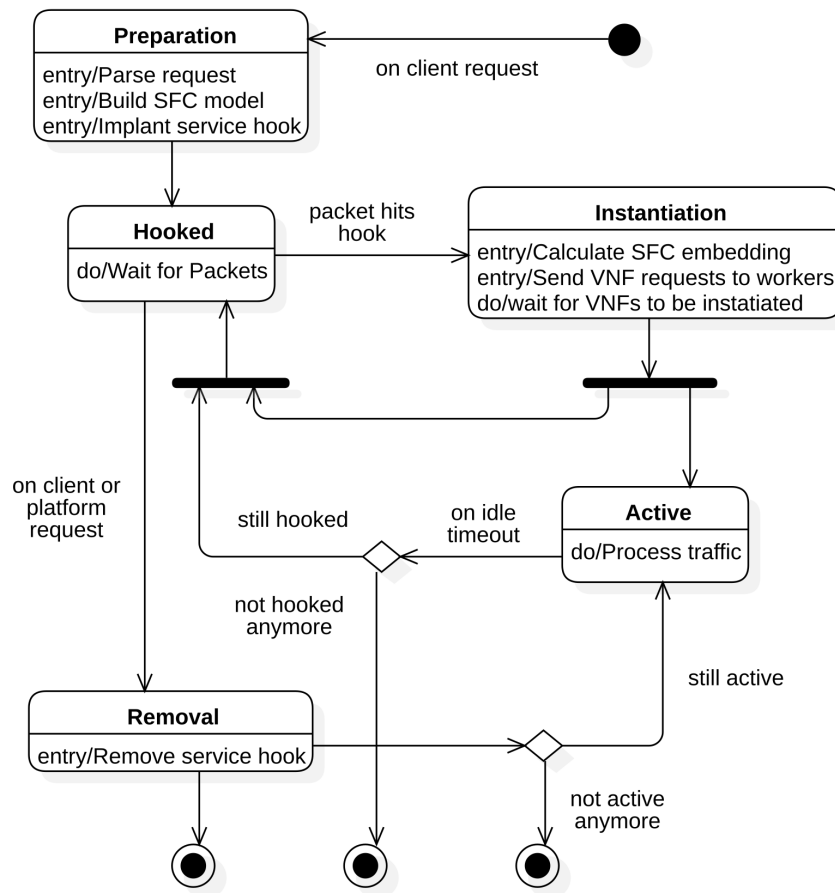 Preparation
entry/Parse request
entry/Build SFC model
entry/Implant service hook
on client request
Hooked
do/Wait for Packets
packet hits
hook
Instantiation
entry/Calculate SFC embedding
entry/Send VNF requests to workers
do/wait for VNFs to be instatiated
on client or
platform
request
still hooked
on idle
timeout
Active
do/Process traffic
not hooked
anymore
still active
Removal
entry/Remove service hook
not active
anymore